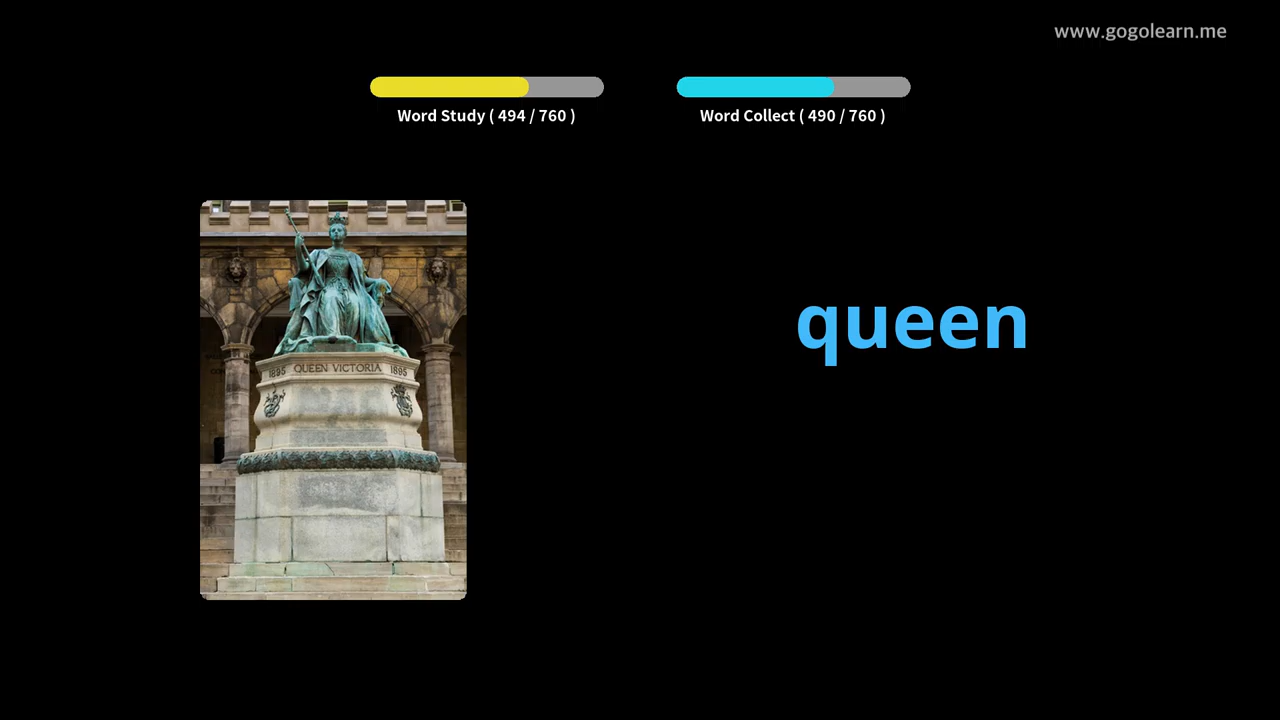 www.gogolearn.me
Word Study ( 494 / 760 )
Word Collect ( 490 / 760 )
queen
1895 QUEEN VICTORIA 1895